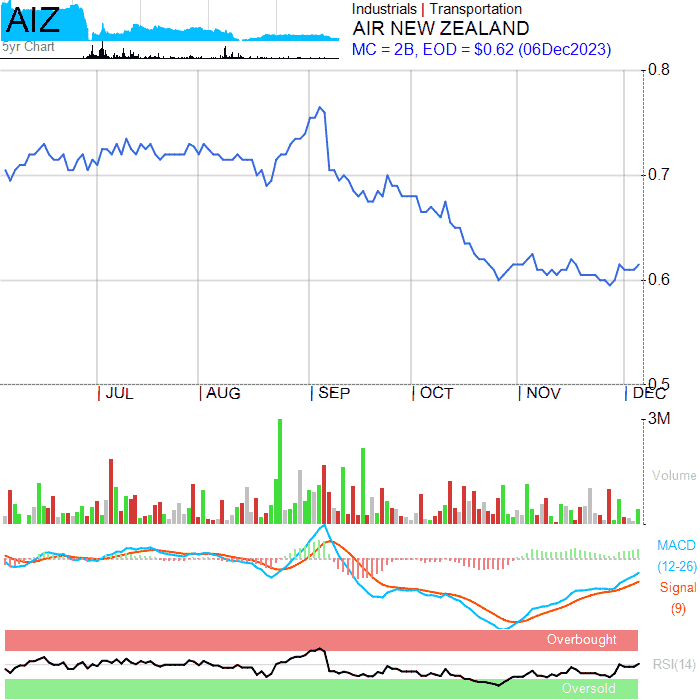 AIZ
5yr Chart
Industrials | Transportation
AIR NEW ZEALAND
MC = 2B, EOD = $0.62 (06Dec2023)
0.8
0.7
0.6
0.5
JUL
AUG
SEP
OCT
NOV
DEC
3M
Volume
MACD
(12-26)
Signal
(9)
Overbought
RSI(14)
Oversold